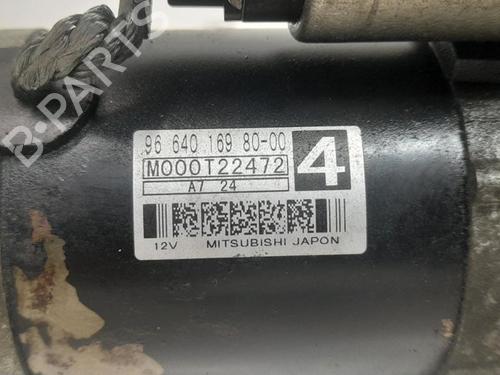 96 640 169 80-00
M000T22472
4
A7 24
12V MITSUBISHI JAPON
B-PARTS